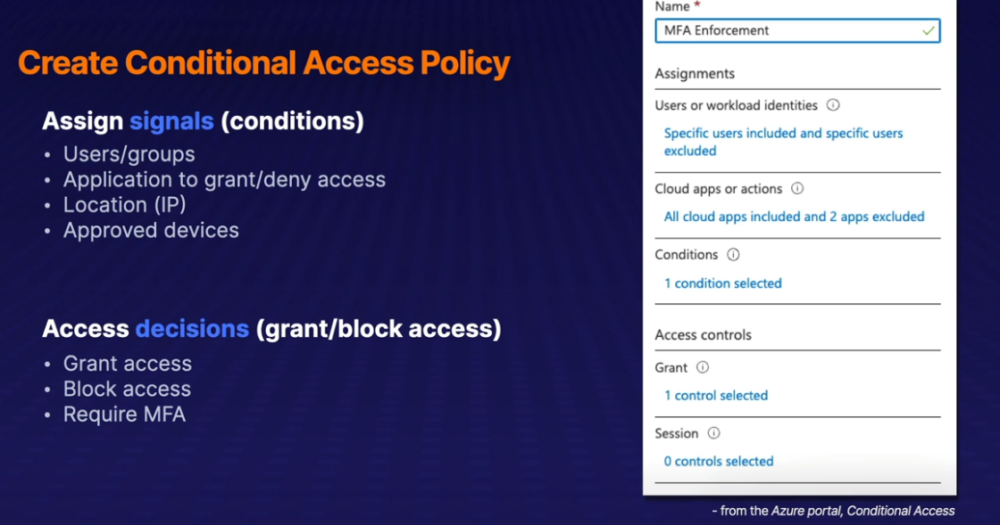 Create Conditional Access Policy
Assign signals (conditions)
• Users/groups
• Application to grant/deny access
• Location (IP)
• Approved devices
Access decisions (grant/block access)
• Grant access
• Block access
• Require MFA
Name *
MFA Enforcement
Assignments
Users or workload identities
Specific users included and specific users
excluded
Cloud apps or actions
All cloud apps included and 2 apps excluded
Conditions
1 condition selected
Access controls
Grant
1 control selected
Session
0 controls selected
- from the Azure portal, Conditional Access